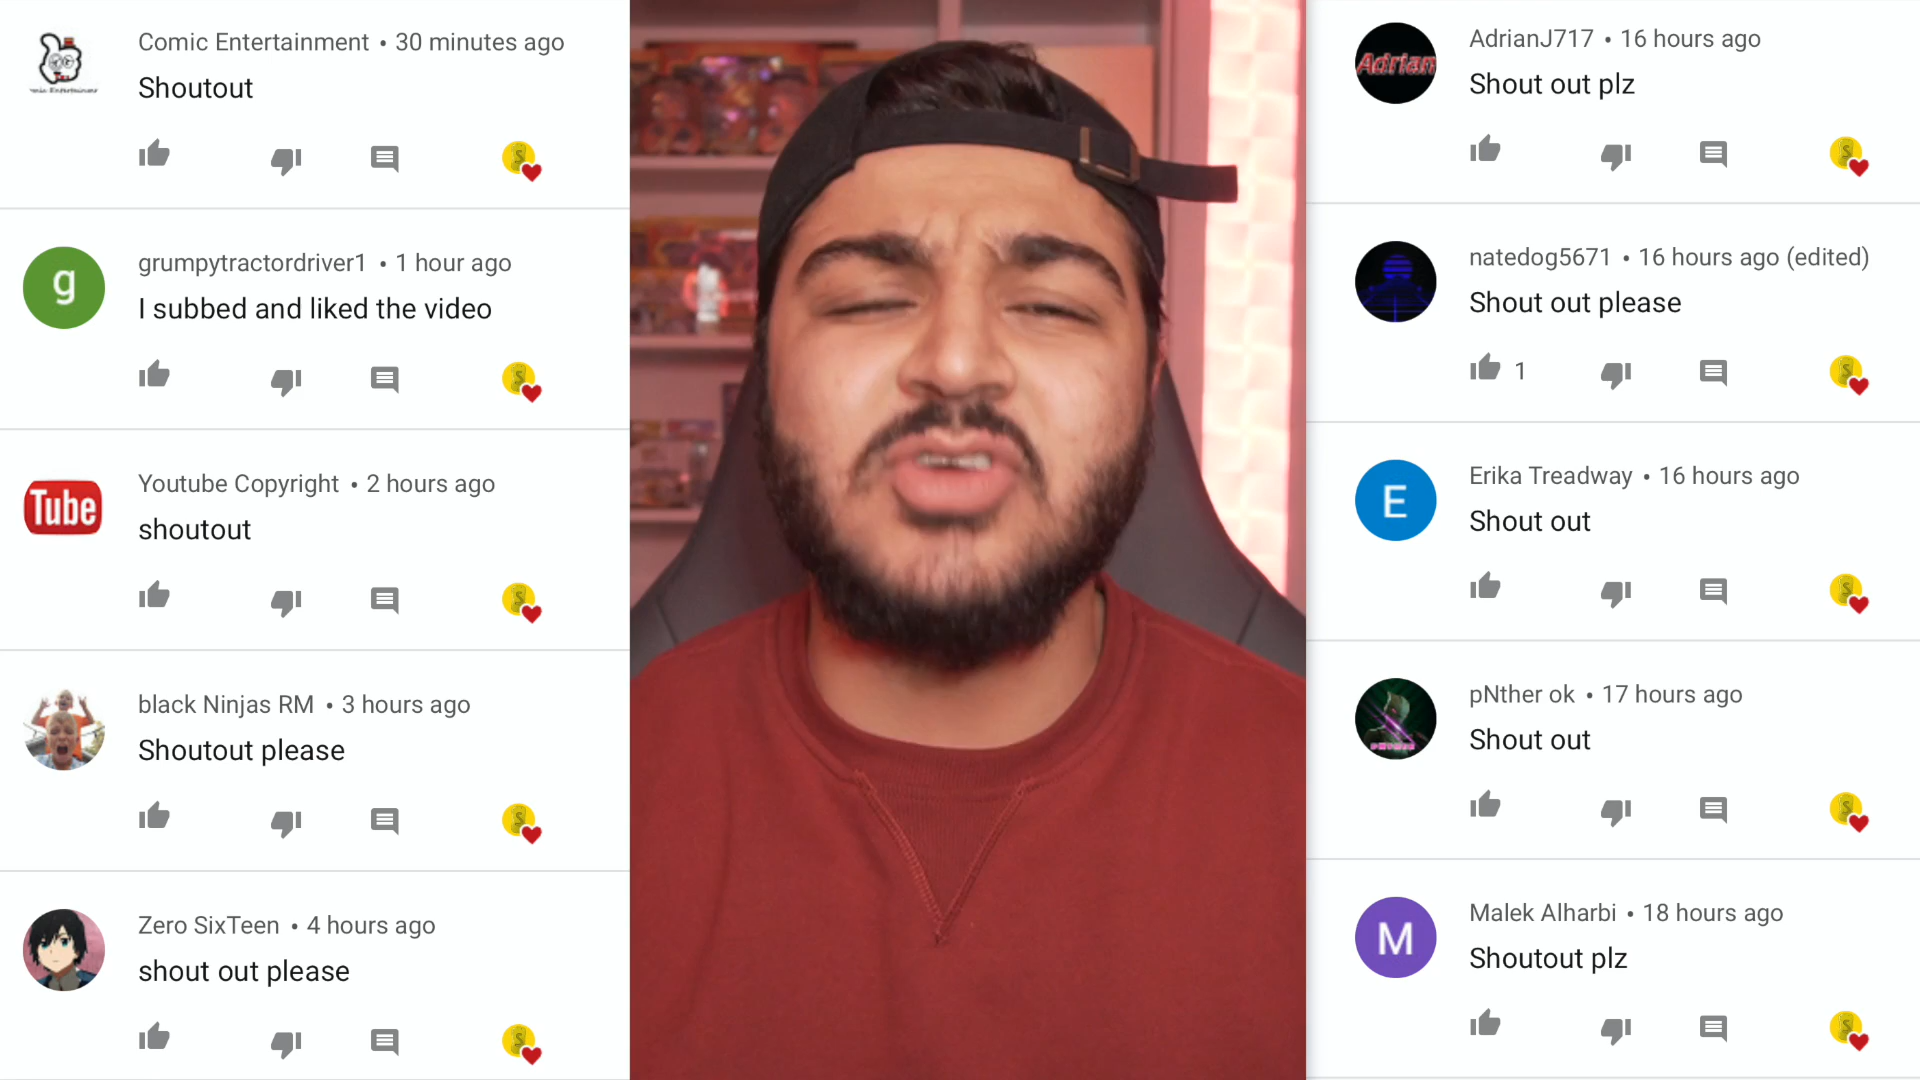 Comic Entertainment • 30 minutes ago
Shoutout
g
grumpytractordriver1 • 1 hour ago
I subbed and liked the video
Tube
Youtube Copyright • 2 hours ago
shoutout
black Ninjas RM • 3 hours ago
Shoutout please
Zero SixTeen • 4 hours ago
shout out please
Adrian
AdrianJ717 • 16 hours ago
Shout out plz
natedog5671 • 16 hours ago (edited)
Shout out please
1
E
Erika Treadway • 16 hours ago
Shout out
pNther ok • 17 hours ago
Shout out
M
Malek Alharbi • 18 hours ago
Shoutout plz